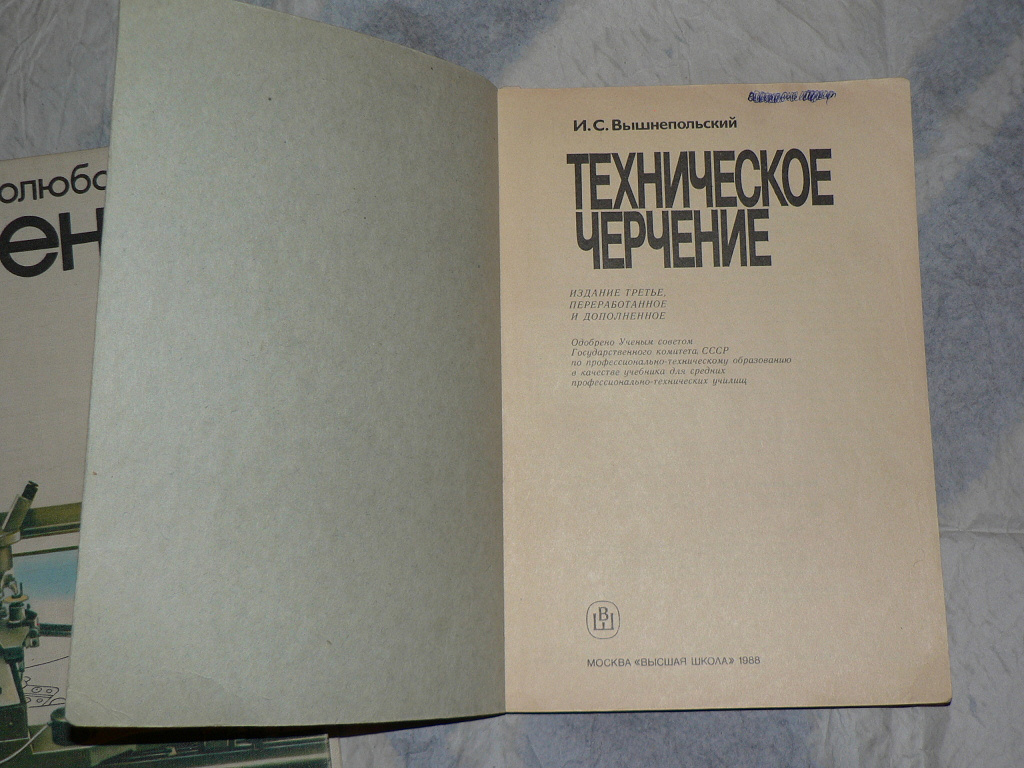 И. С. Вышнепольский
ТЕХНИЧЕСКОЕ
ЧЕРЧЕНИЕ
ИЗДАНИЕ ТРЕТЬЕ,
ПЕРЕРАБОТАННОЕ
И ДОПОЛНЕННОЕ
Одобрено Ученым советом
Государственного комитета СССР
по профессионально-техническому образованию
в качестве учебника для средних
профессионально-технических училищ
В
Ш
МОСКВА «ВЫСШАЯ ШКОЛА» 1988
олюбо
ен